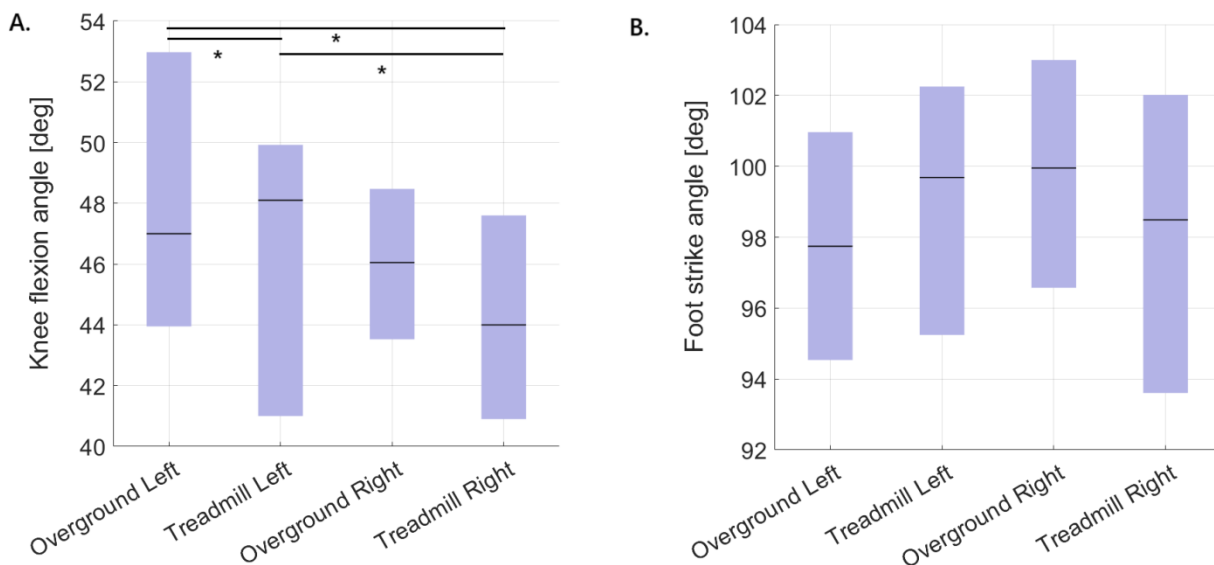 A.
Knee flexion angle [deg]
54
52
50
48
46
44
42
40
*
*
*
Overground Left
Treadmill Left
Overground Right
Treadmill Right
B.
Foot strike angle [deg]
104
102
100
98
96
94
92
Overground Left
Treadmill Left
Overground Right
Treadmill Right